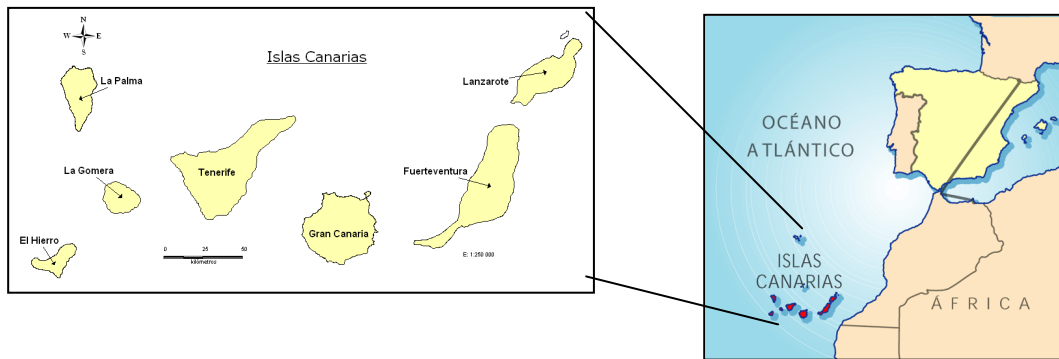 N
W E
S
Islas Canarias
La Palma
Lanzarote
La Gomera
Tenerife
Fuerteventura
El Hierro
Gran Canaria
0 25 50
kilómetros
E: 1:250 000
OCÉANO
ATLÁNTICO
ISLAS
CANARIAS
ÁFRICA